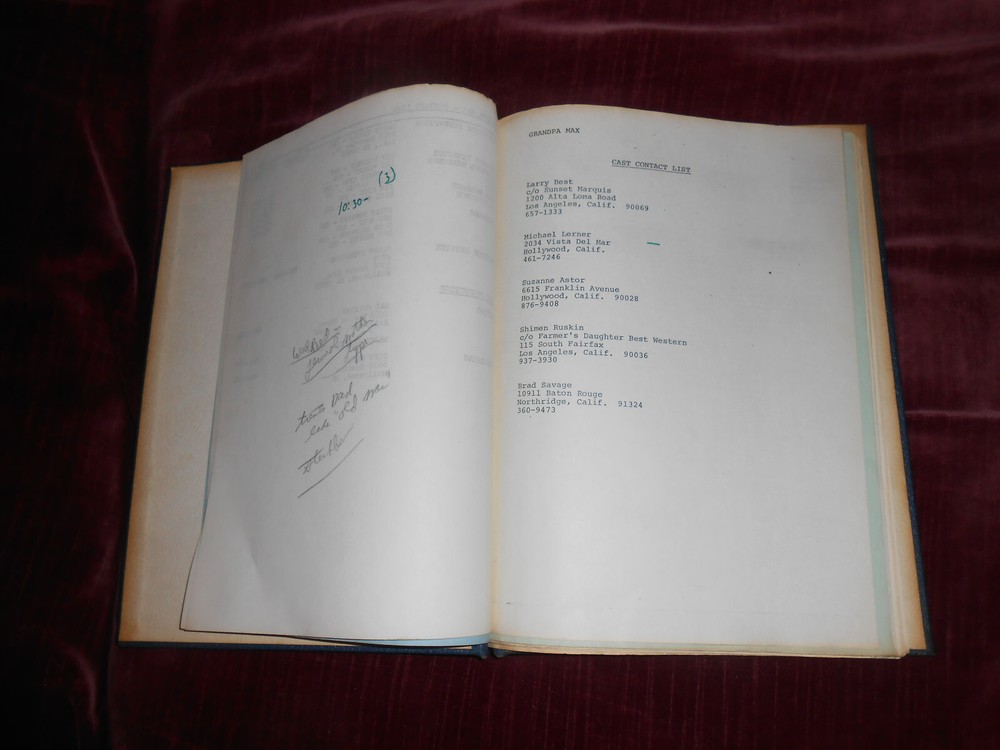 (3)
10:30-
GRANDPA MAX
CAST CONTACT LIST
Larry Best
c/o Sunset Marquis
1200 Alta Loma Road
Los Angeles, Calif. 90069
657-1333
Michael Lerner
2034 Vista Del Mar
Hollywood, Calif.
461-7246
Suzanne Astor
6615 Franklin Avenue
Hollywood, Calif. 90028
876-9408
Shimen Ruskin
c/o Farmer's Daughter Best Western
115 South Fairfax
Los Angeles, Calif. 90036
937-3930
Brad Savage
10911 Baton Rouge
Northridge, Calif. 91324
360-9473